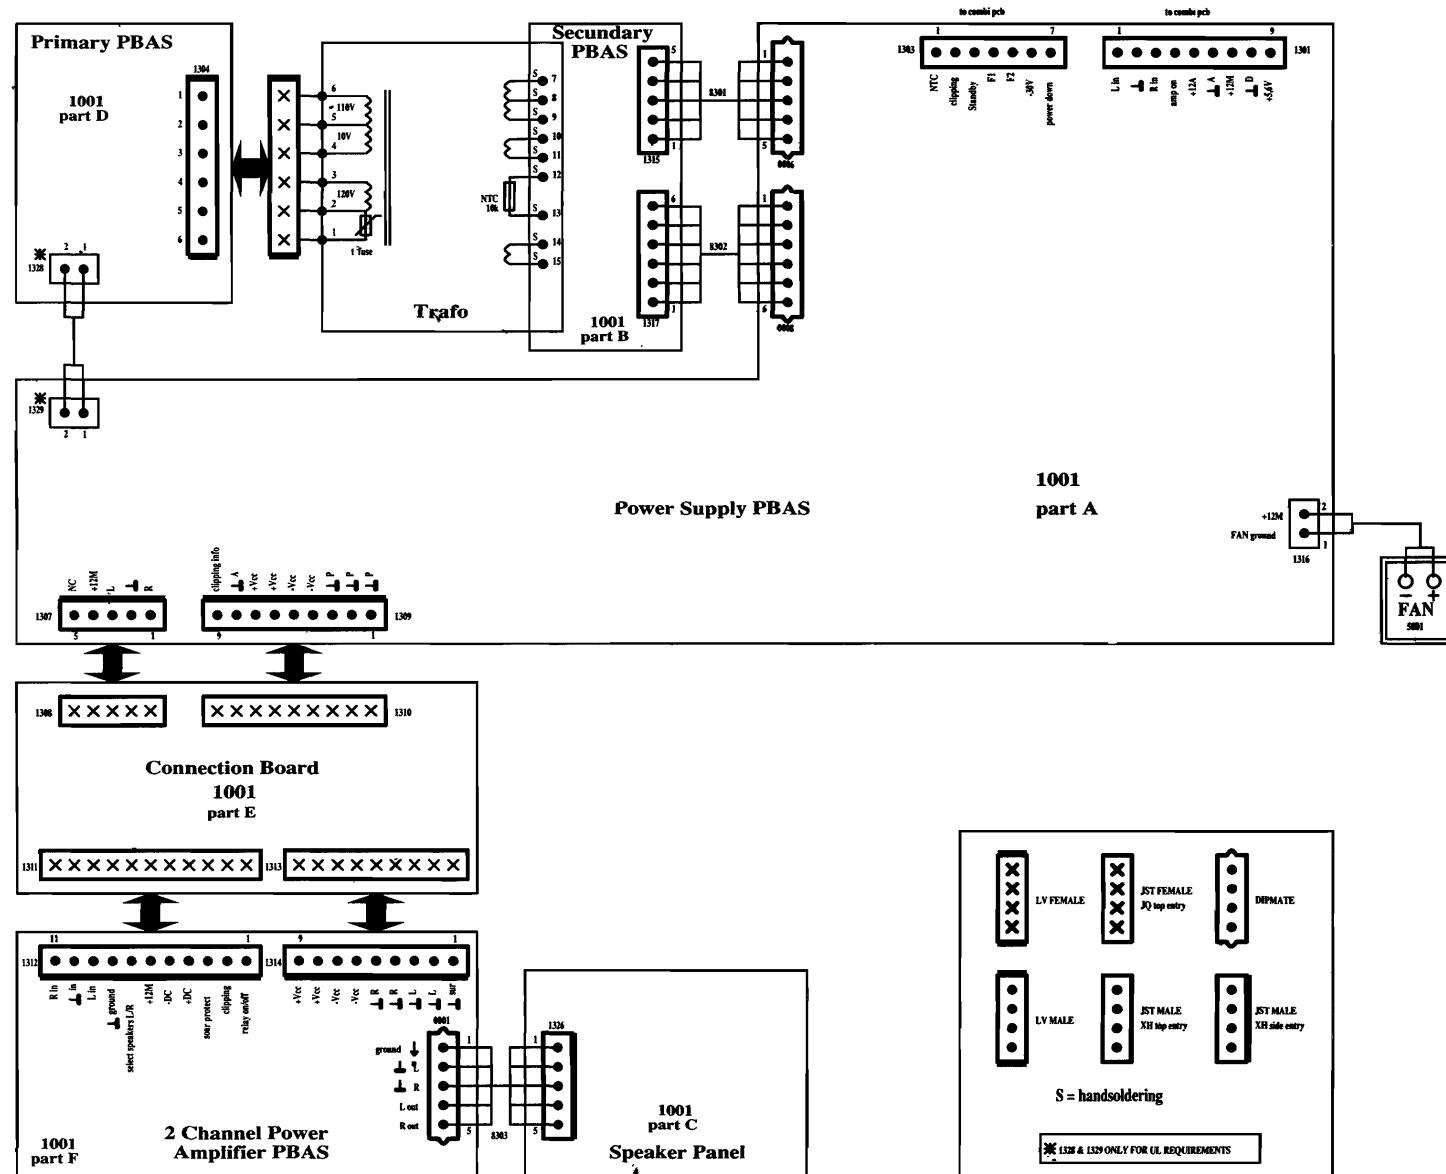 to combi pcb
to combi pcb
Primary PBAS
1001
part D
1304
1
2
3
4
5
6
✳ 2 1
1328
6
110V
5
10V
4
3
120V
2
1
t fuse
Trafo
Secundary
PBAS
S 7
S 8
S 9
S 10
S 11
S 12
NTC
10k
S 13
S 14
S 15
5
1
1315
8301
1
5
0006
6
1
1317
8302
1
6
0008
1001
part B
1 7
1303
NTC
clipping
Standby
F1
F2
-30V
power down
1 9
1301
L in
R in
amp on
+12A
A
+12M
D
+5,6V
✳
1329
2 1
1001
part A
Power Supply PBAS
+12M 2
FAN ground 1
1316
- +
FAN
5001
NC
+12M
L
R
1307
5 1
clipping info
A
+Vcc
+Vcc
-Vcc
-Vcc
P
P
P
1309
9 1
1308
1310
Connection Board
1001
part E
1311
1313
11 1
1312
R in
in
L in
ground
select speakers L/R
+12M
-DC
+DC
soar protect
clipping
relay on/off
9 1
1314
+Vcc
+Vcc
-Vcc
-Vcc
R
R
L
L
sur
0001
ground 1
L
R
L out
R out 5
8303
1326
1
5
1001
part F
2 Channel Power
Amplifier PBAS
1001
part C
Speaker Panel
LV FEMALE
JST FEMALE
JQ top entry
DIPMATE
LV MALE
JST MALE
XH top entry
JST MALE
XH side entry
S = handsoldering
✳ 1328 & 1329 ONLY FOR UL REQUIREMENTS